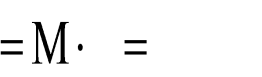 =M· =